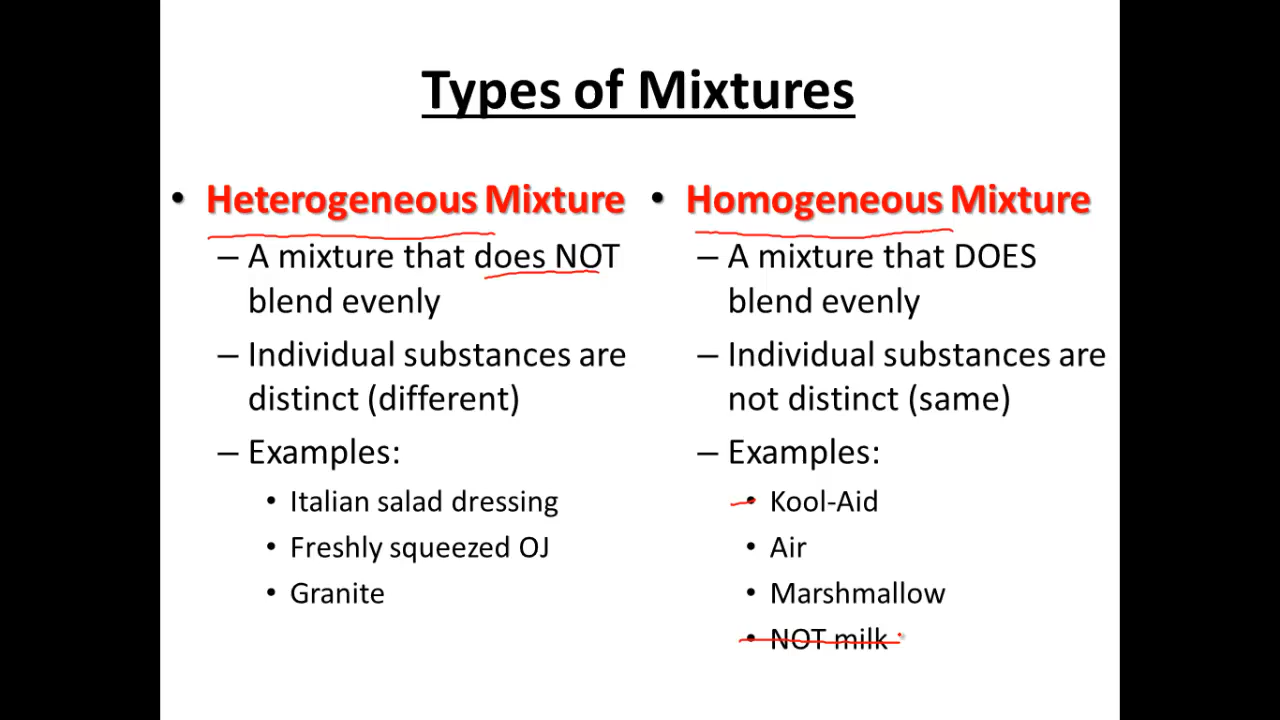 Types of Mixtures
• Heterogeneous Mixture
– A mixture that does NOT
blend evenly
– Individual substances are
distinct (different)
– Examples:
• Italian salad dressing
• Freshly squeezed OJ
• Granite
• Homogeneous Mixture
– A mixture that DOES
blend evenly
– Individual substances are
not distinct (same)
– Examples:
• Kool-Aid
• Air
• Marshmallow
• NOT milk